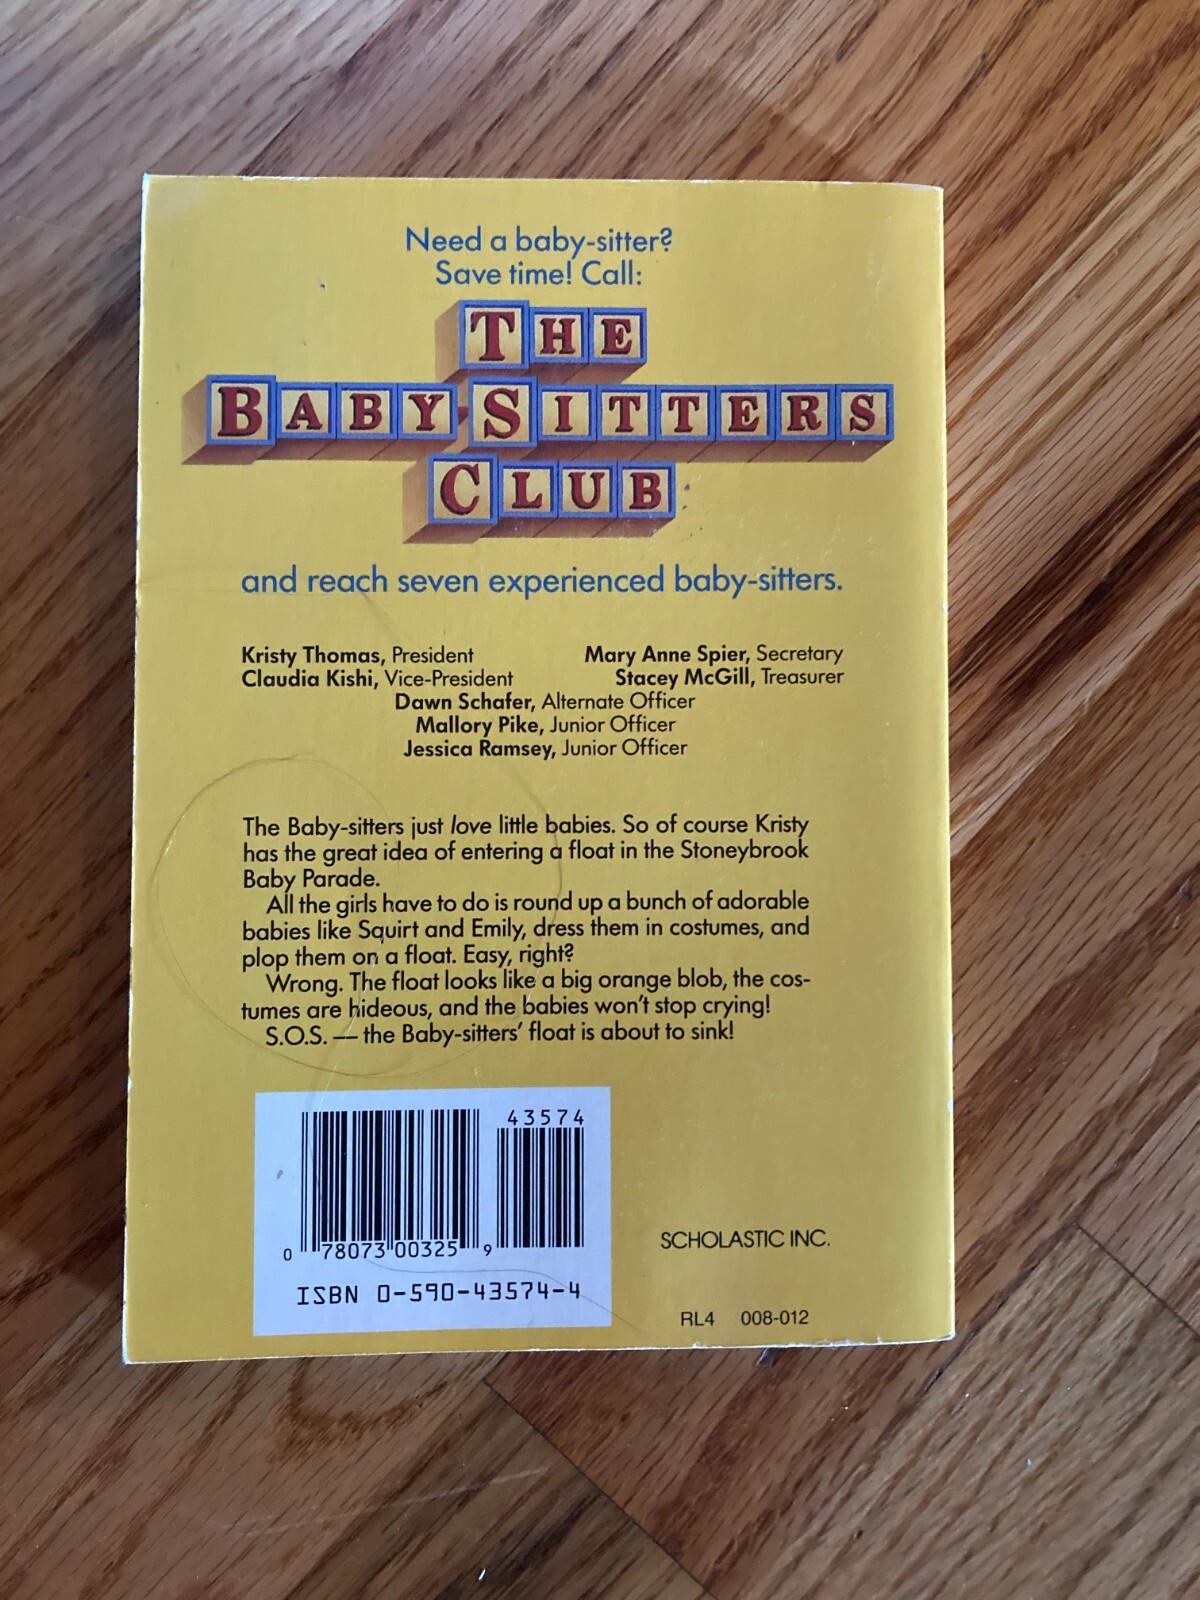 Need a baby-sitter?
Save time! Call:
THE
BABY-SITTERS
CLUB
and reach seven experienced baby-sitters.
Kristy Thomas, President Mary Anne Spier, Secretary
Claudia Kishi, Vice-President Stacey McGill, Treasurer
Dawn Schafer, Alternate Officer
Mallory Pike, Junior Officer
Jessica Ramsey, Junior Officer
The Baby-sitters just love little babies. So of course Kristy
has the great idea of entering a float in the Stoneybrook
Baby Parade.
All the girls have to do is round up a bunch of adorable
babies like Squirt and Emily, dress them in costumes, and
plop them on a float. Easy, right?
Wrong. The float looks like a big orange blob, the cos-
tumes are hideous, and the babies won't stop crying!
S.O.S. — the Baby-sitters' float is about to sink!
43574
0 78073 00325 9
ISBN 0-590-43574-4
SCHOLASTIC INC.
RL4 008-012